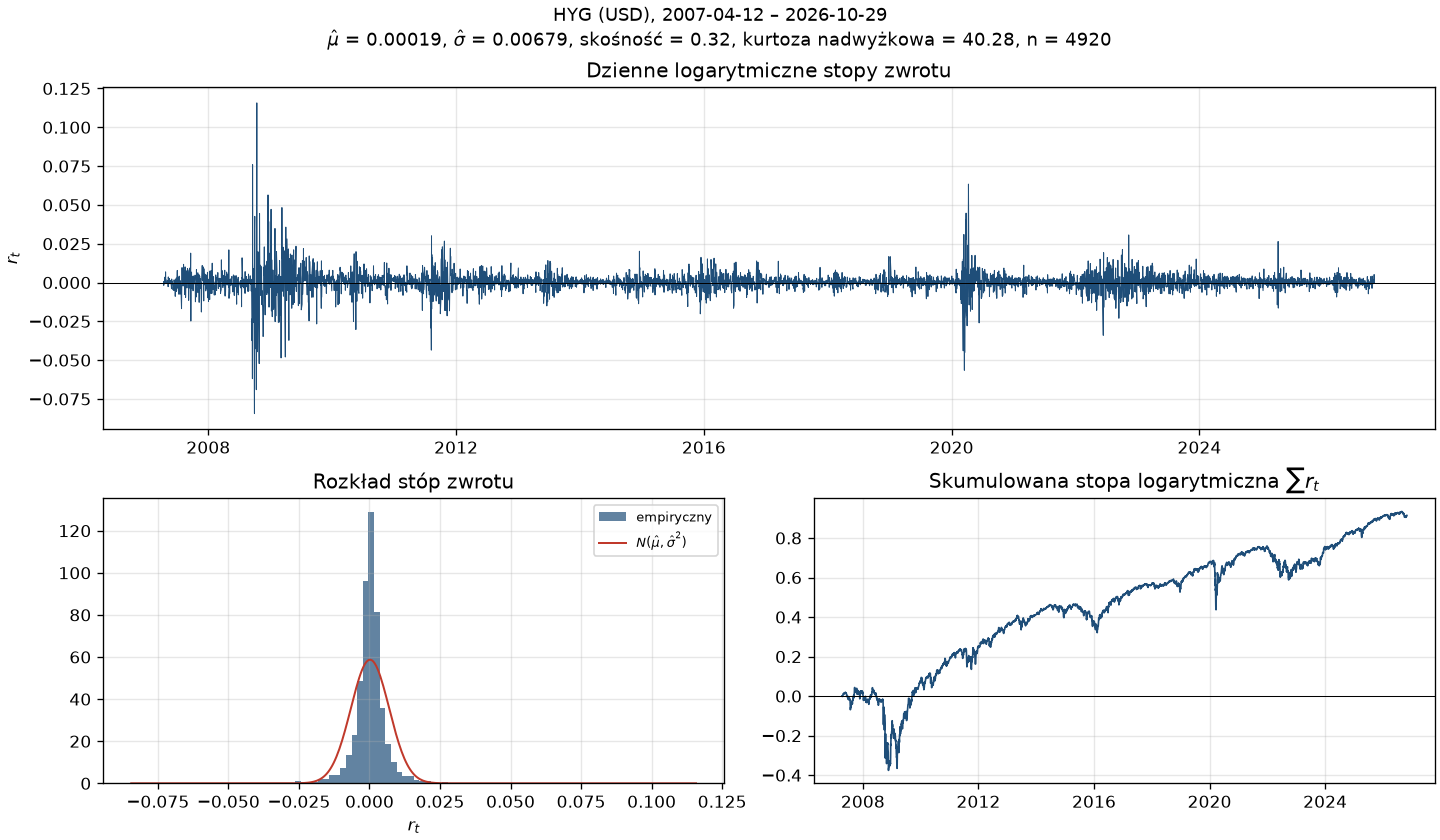 HYG (USD), 2007-04-12 – 2026-10-29
μ̂ = 0.00019, σ̂ = 0.00679, skośność = 0.32, kurtoza nadwyżkowa = 40.28, n = 4920
Dzienne logarytmiczne stopy zwrotu
0.125
0.100
0.075
0.050
0.025
0.000
−0.025
−0.050
−0.075
r_t
2008 2012 2016 2020 2024
Rozkład stóp zwrotu
empiryczny
N(μ̂, σ̂²)
120
100
80
60
40
20
0
−0.075 −0.050 −0.025 0.000 0.025 0.050 0.075 0.100 0.125
r_t
Skumulowana stopa logarytmiczna ∑r_t
0.8
0.6
0.4
0.2
0.0
−0.2
−0.4
2008 2012 2016 2020 2024